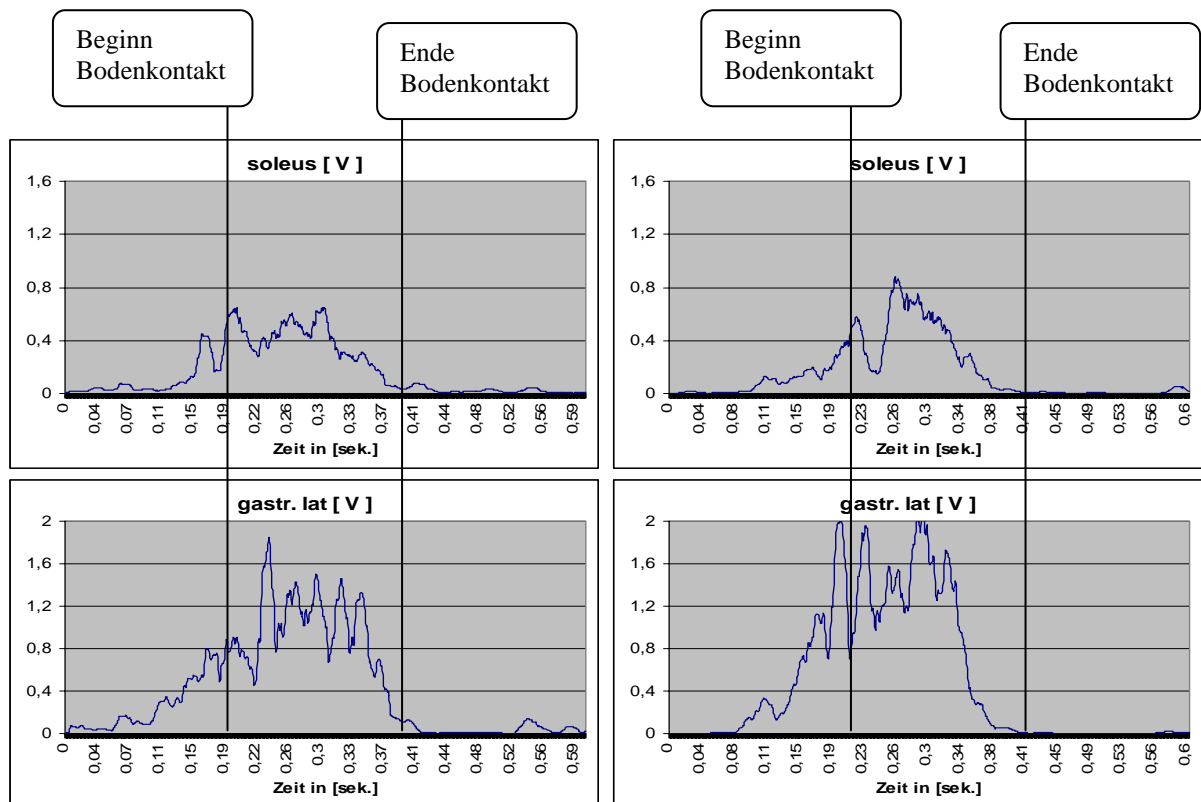 Beginn
Bodenkontakt
Ende
Bodenkontakt
Beginn
Bodenkontakt
Ende
Bodenkontakt
soleus [ V ]
1,6
1,2
0,8
0,4
0
0 0,04 0,07 0,11 0,15 0,19 0,22 0,26 0,3 0,33 0,37 0,41 0,44 0,48 0,52 0,56 0,59
Zeit in [sek.]
soleus [ V ]
1,6
1,2
0,8
0,4
0
0 0,04 0,08 0,11 0,15 0,19 0,23 0,26 0,3 0,34 0,38 0,41 0,45 0,49 0,53 0,56 0,6
Zeit in [sek.]
gastr. lat [ V ]
2
1,6
1,2
0,8
0,4
0
0 0,04 0,07 0,11 0,15 0,19 0,22 0,26 0,3 0,33 0,37 0,41 0,44 0,48 0,52 0,56 0,59
Zeit in [sek.]
gastr. lat [ V ]
2
1,6
1,2
0,8
0,4
0
0 0,04 0,08 0,11 0,15 0,19 0,23 0,26 0,3 0,34 0,38 0,41 0,45 0,49 0,53 0,56 0,6
Zeit in [sek.]